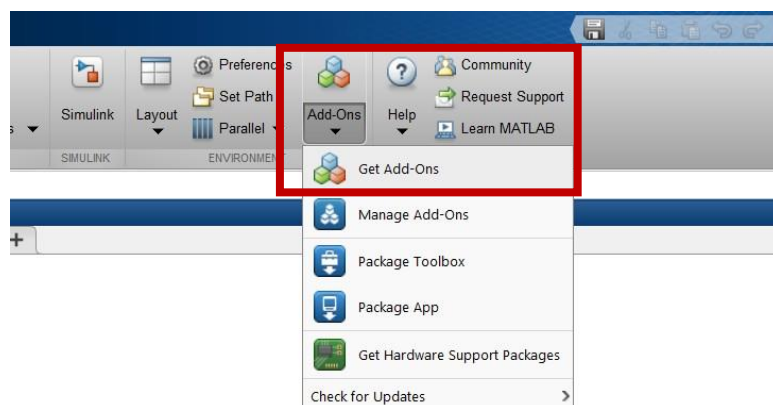 Preferences
Community
Set Path
Request Support
Simulink
Layout
Add-Ons
Help
Parallel
Learn MATLAB
SIMULINK
ENVIRONMENT
Get Add-Ons
Manage Add-Ons
Package Toolbox
Package App
Get Hardware Support Packages
Check for Updates